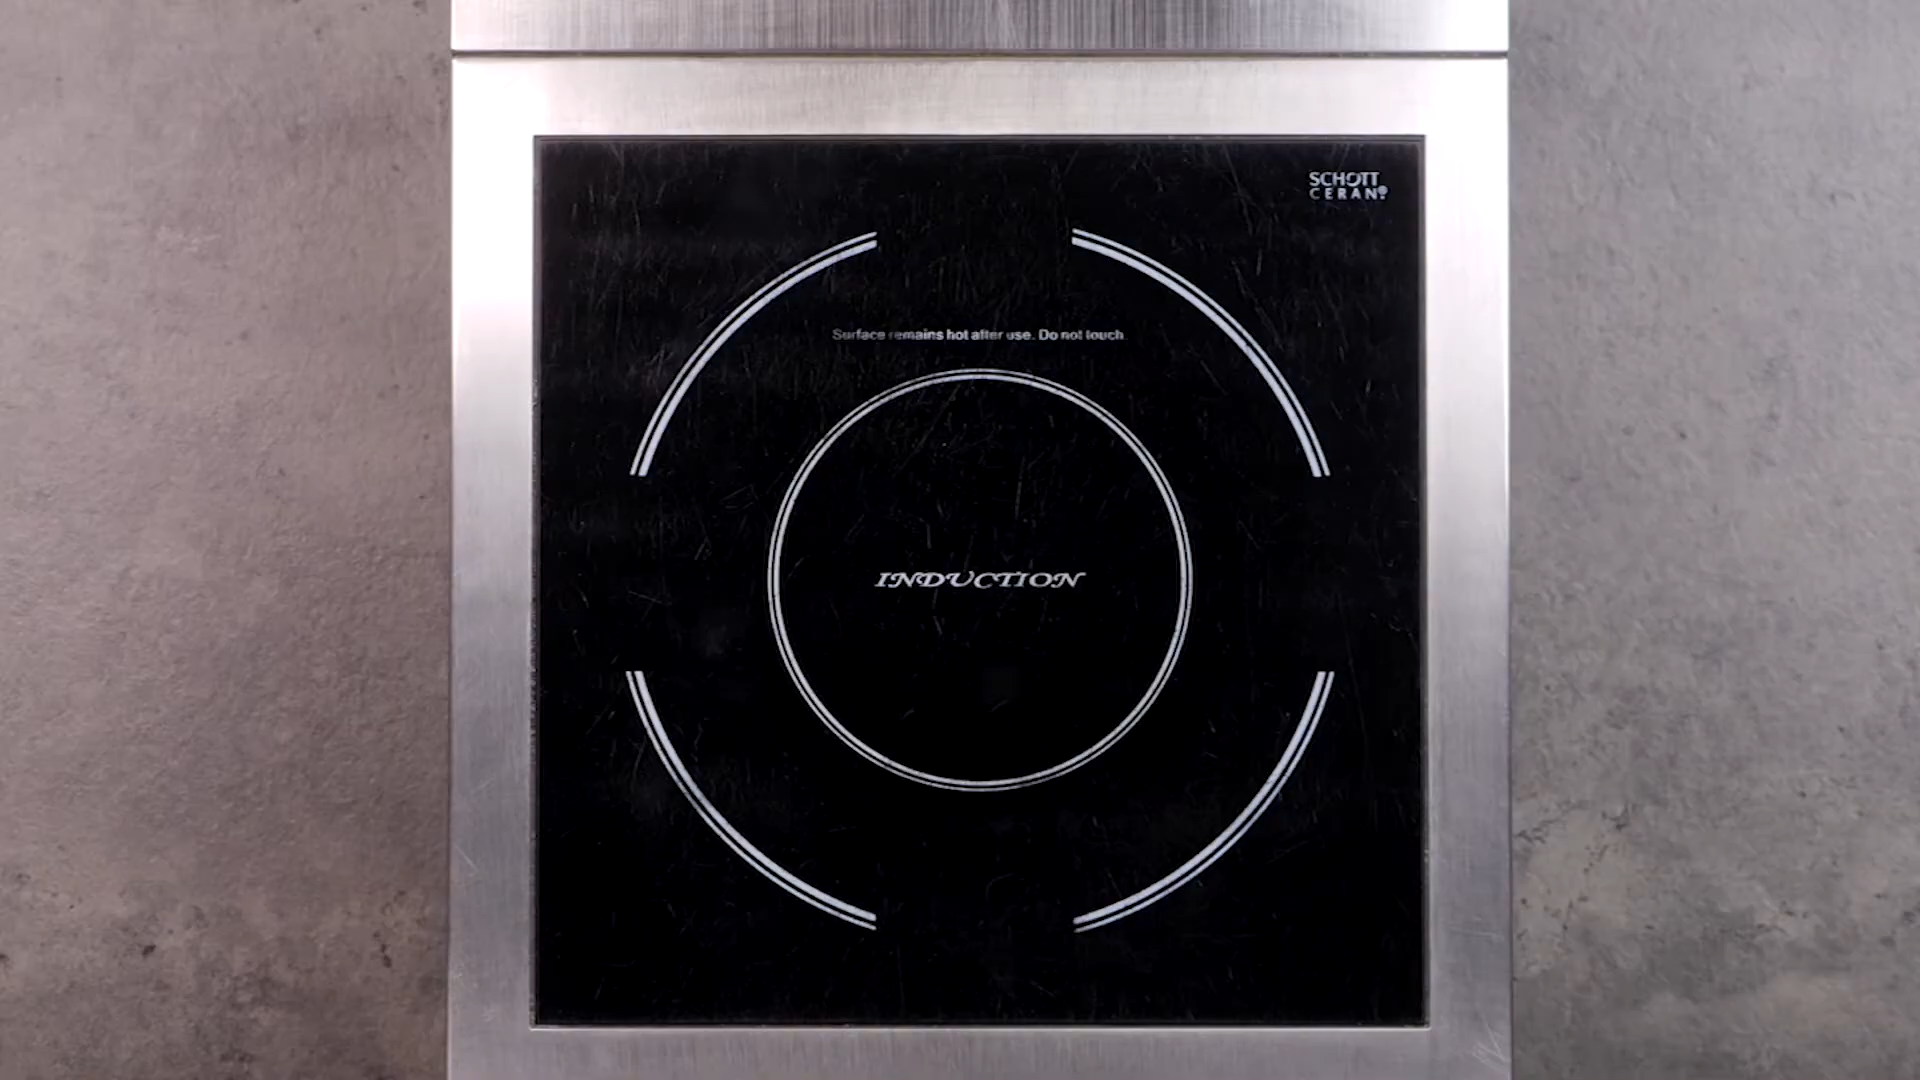 SCHOTT
CERAN®
Surface remains hot after use. Do not touch.
INDUCTION